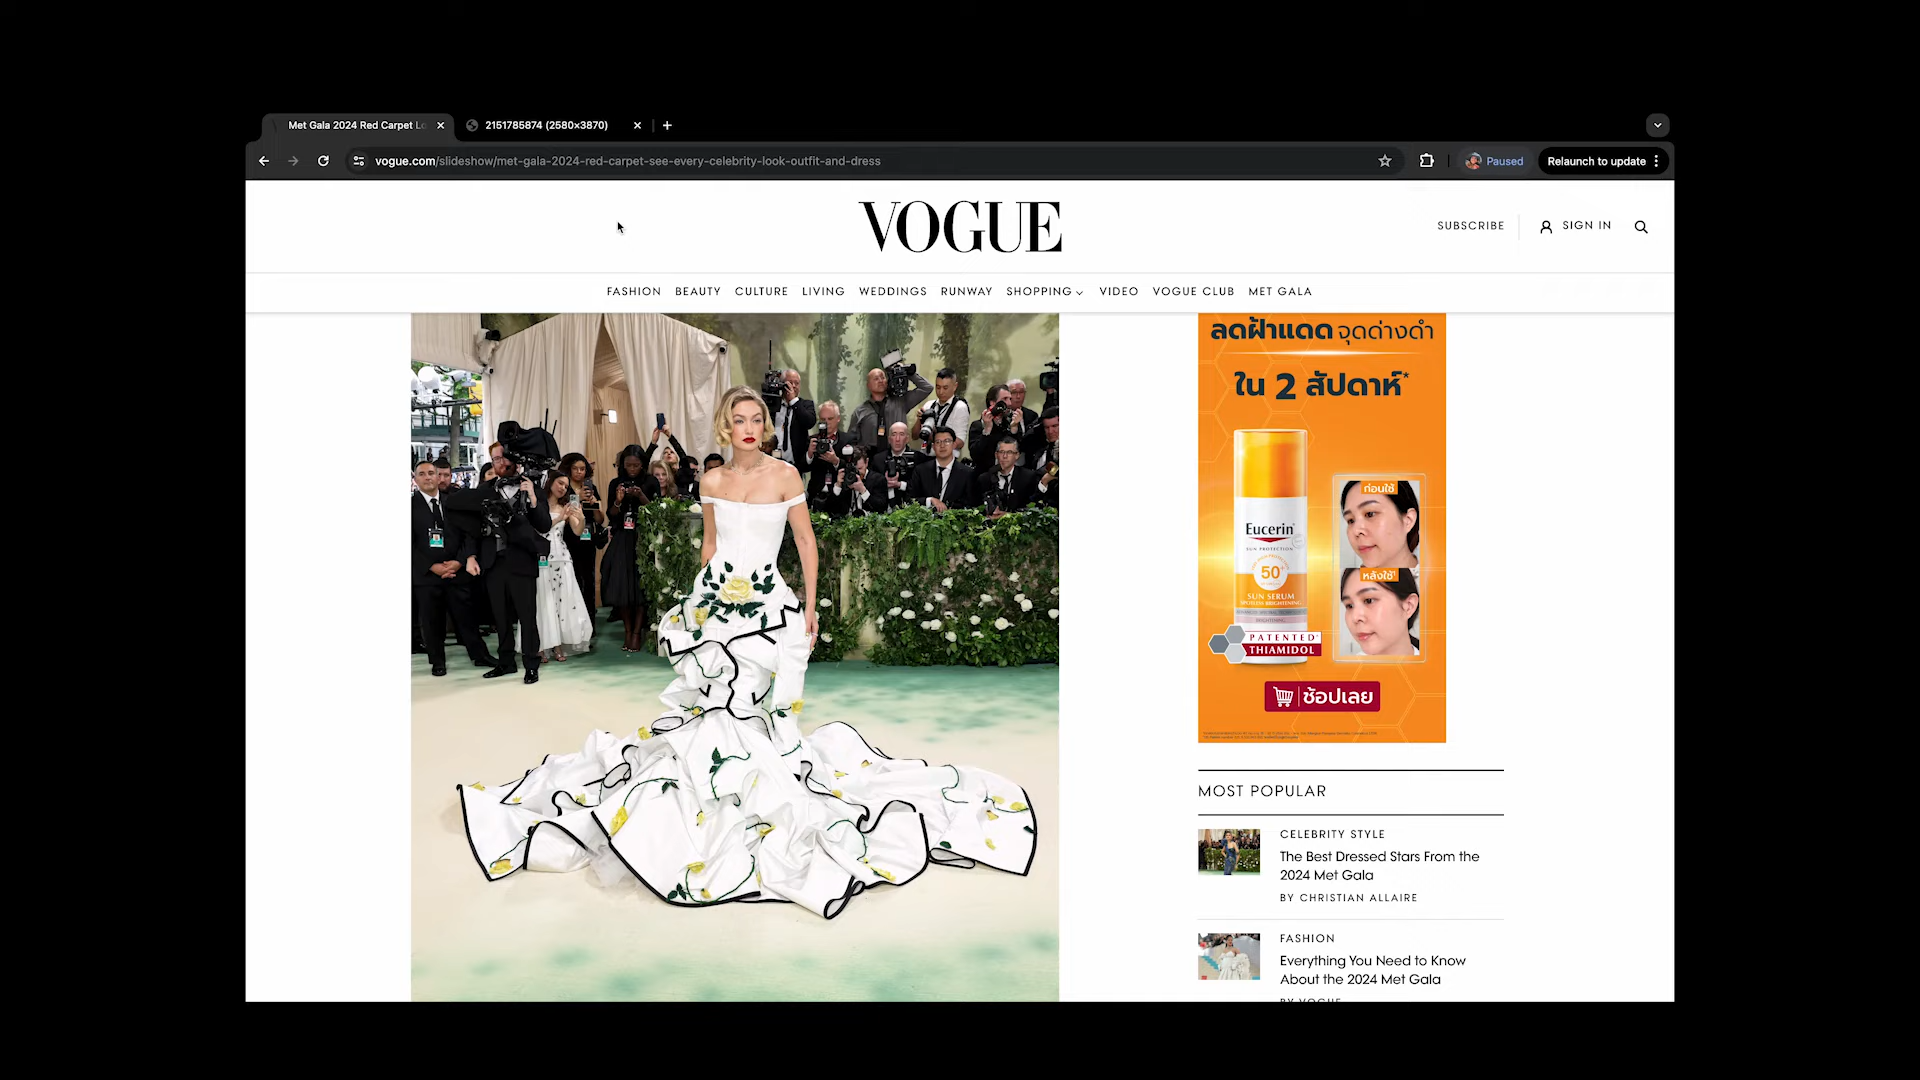 Met Gala 2024 Red Carpet Lo
2151785874 (2580×3870)
vogue.com/slideshow/met-gala-2024-red-carpet-see-every-celebrity-look-outfit-and-dress
Paused
Relaunch to update
VOGUE
SUBSCRIBE
SIGN IN
FASHION BEAUTY CULTURE LIVING WEDDINGS RUNWAY SHOPPING VIDEO VOGUE CLUB MET GALA
ลดฝ้าแดด จุดด่างดำ
ใน 2 สัปดาห์*
ก่อนใช้
Eucerin
SUN PROTECTION
50+
หลังใช้
SUN SERUM
SPOTLESS BRIGHTENING
PATENTED*
THIAMIDOL
ช้อปเลย
MOST POPULAR
CELEBRITY STYLE
The Best Dressed Stars From the
2024 Met Gala
BY CHRISTIAN ALLAIRE
FASHION
Everything You Need to Know
About the 2024 Met Gala
BY VOGUE